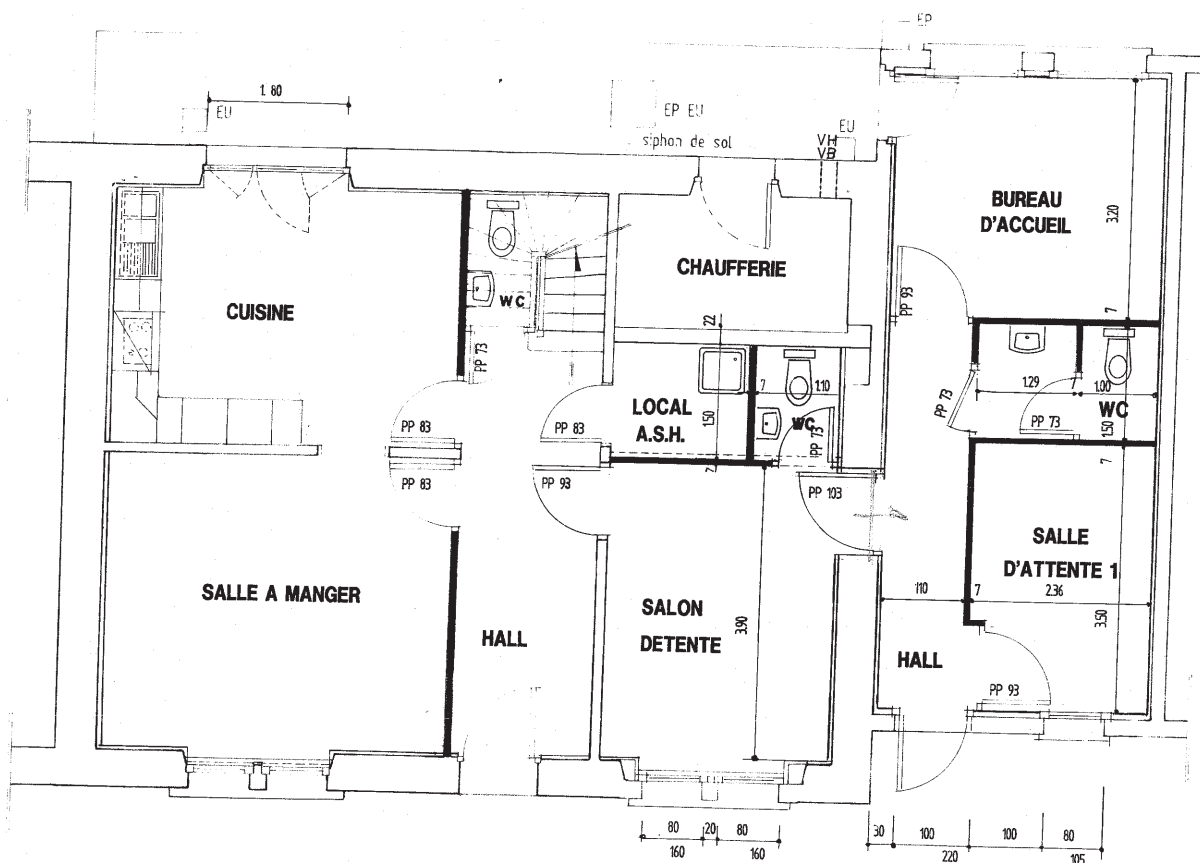 EP
1. 80
EU
EP EU
siphon de sol
EU
VH
VB
BUREAU
D'ACCUEIL
3.20
CHAUFFERIE
PP 93
CUISINE
WC
22
7
PP 73
7
1.10
1.29
7
1.00
LOCAL
A.S.H.
1.50
WC
PP 73
PP 73
PP 73
WC
1.50
PP 83
PP 83
7
7
PP 83
PP 93
PP 103
SALLE
D'ATTENTE 1
SALLE A MANGER
SALON
DETENTE
3.90
110
7
2.36
3.50
HALL
HALL
PP 93
80
20
80
30
100
100
80
160
160
220
105